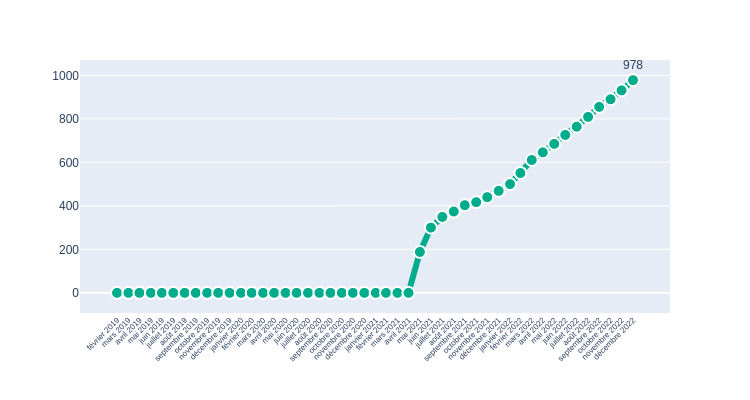 978
1000
800
600
400
200
0
février 2019
mars 2019
avril 2019
mai 2019
juin 2019
juillet 2019
août 2019
septembre 2019
octobre 2019
novembre 2019
décembre 2019
janvier 2020
février 2020
mars 2020
avril 2020
mai 2020
juin 2020
juillet 2020
août 2020
septembre 2020
octobre 2020
novembre 2020
décembre 2020
janvier 2021
février 2021
mars 2021
avril 2021
mai 2021
juin 2021
juillet 2021
août 2021
septembre 2021
octobre 2021
novembre 2021
décembre 2021
janvier 2022
février 2022
mars 2022
avril 2022
mai 2022
juin 2022
juillet 2022
août 2022
septembre 2022
octobre 2022
novembre 2022
décembre 2022